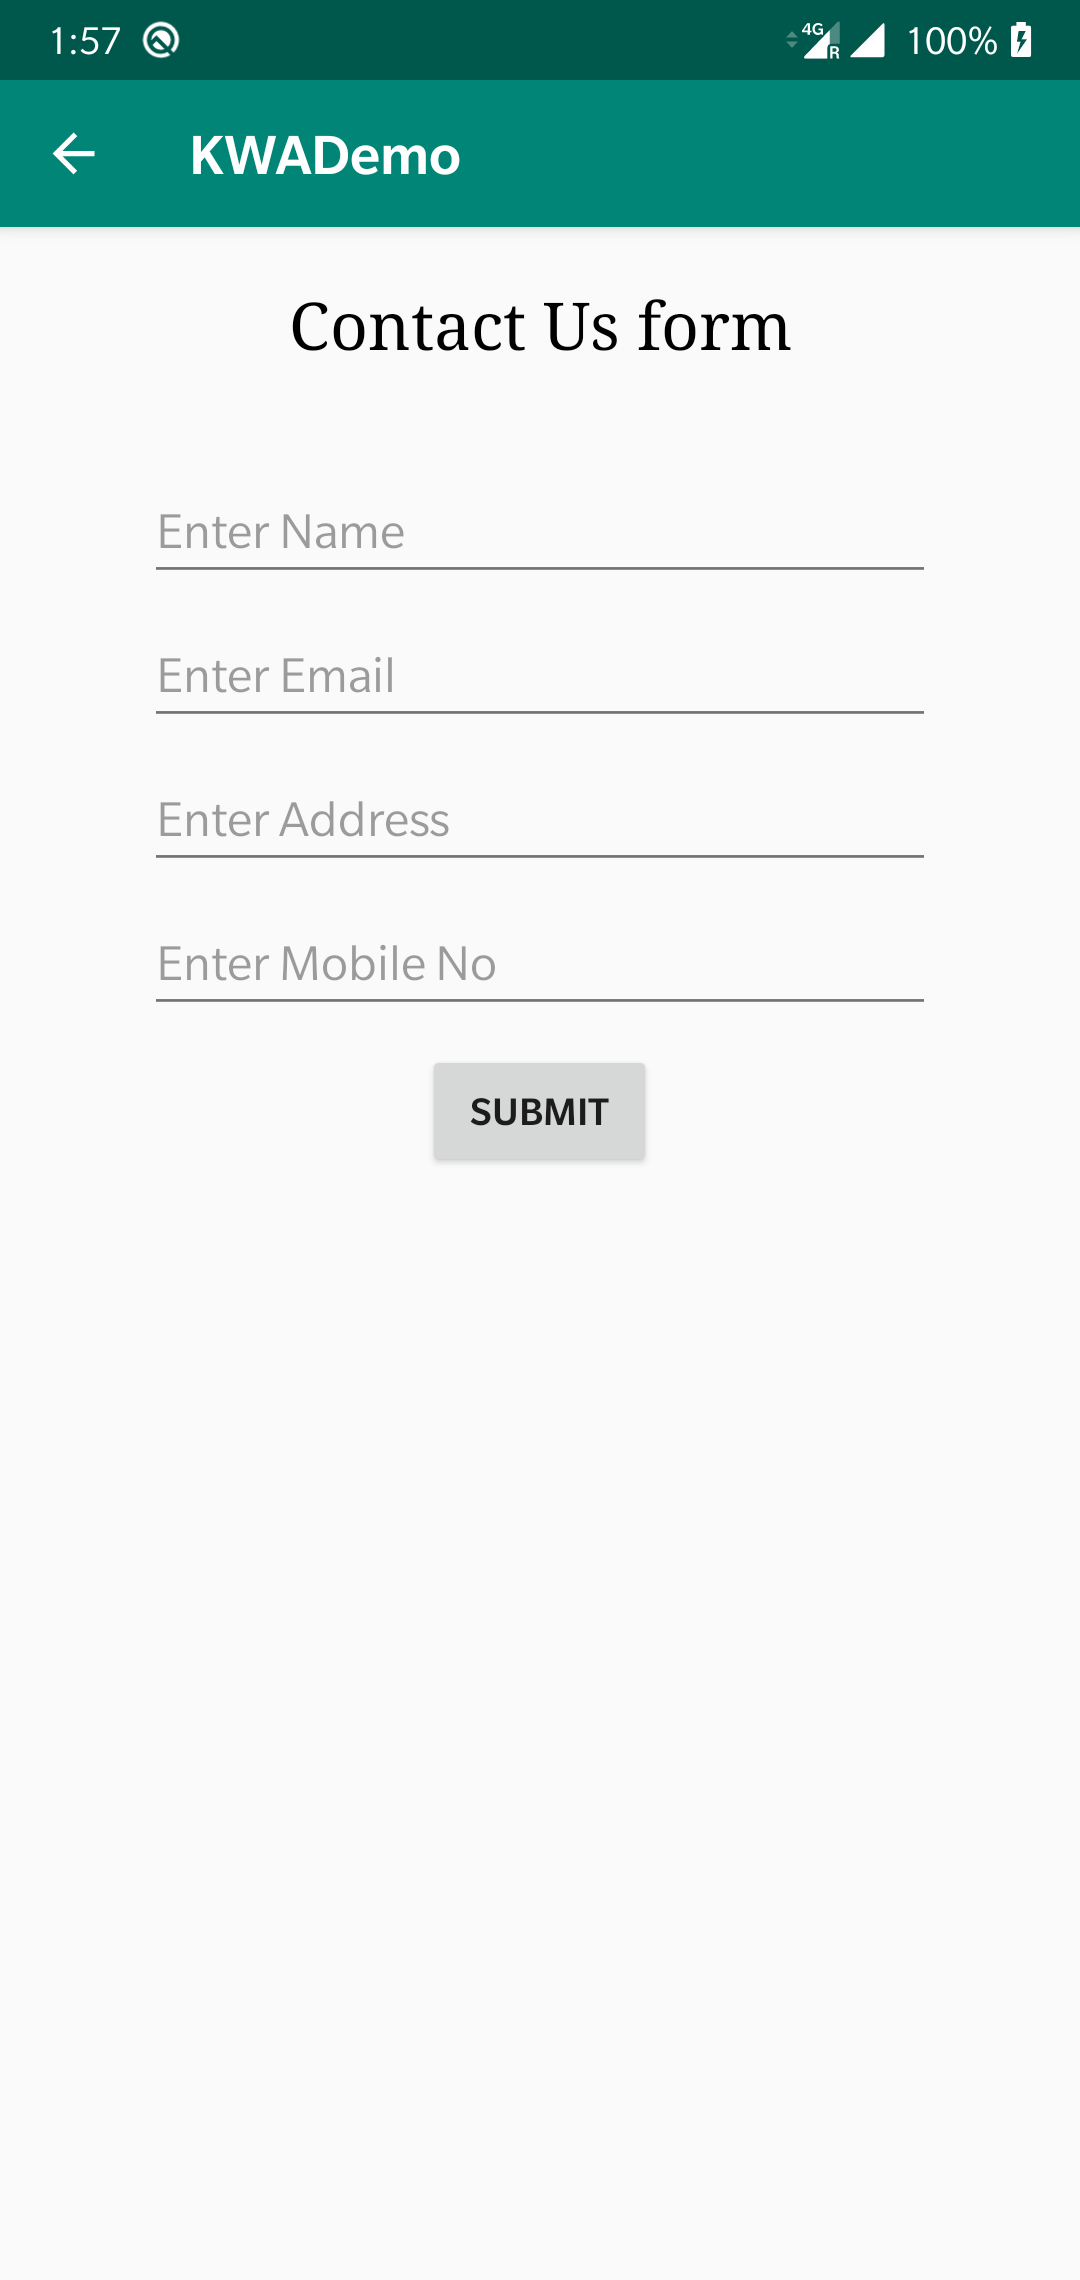 1:57 4G R 100%
KWADemo
Contact Us form
Enter Name
Enter Email
Enter Address
Enter Mobile No
SUBMIT